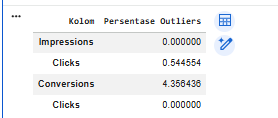 Kolom Persentase Outliers
Impressions 0.000000
Clicks 0.544554
Conversions 4.356436
Clicks 0.000000